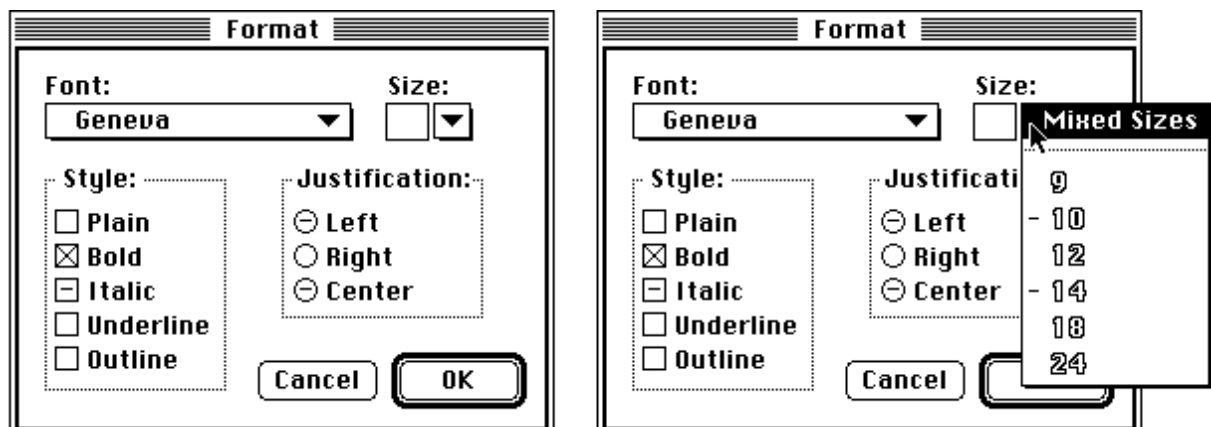 Format
Font: Size:
Geneva
Style: Justification:
Plain Left
Bold Right
Italic Center
Underline
Outline
Cancel OK
Format
Font: Size:
Geneva Mixed Sizes
Style: Justificati
9
Plain Left - 10
Bold Right 12
Italic Center - 14
Underline 18
Outline 24
Cancel